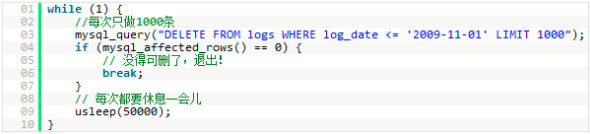 01 while (1) {
02     //每次只做1000条
03     mysql_query("DELETE FROM logs WHERE log_date <= '2009-11-01' LIMIT 1000");
04     if (mysql_affected_rows() == 0) {
05         // 没得可删了，退出！
06         break;
07     }
08     // 每次都要休息一会儿
09     usleep(50000);
10 }